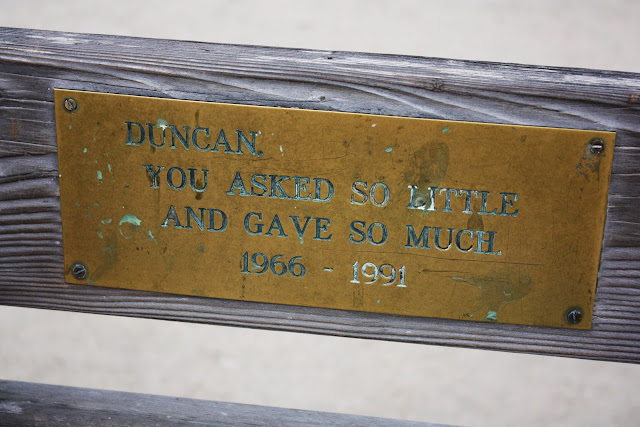 DUNCAN.
YOU ASKED SO LITTLE
AND GAVE SO MUCH.
1966 - 1991